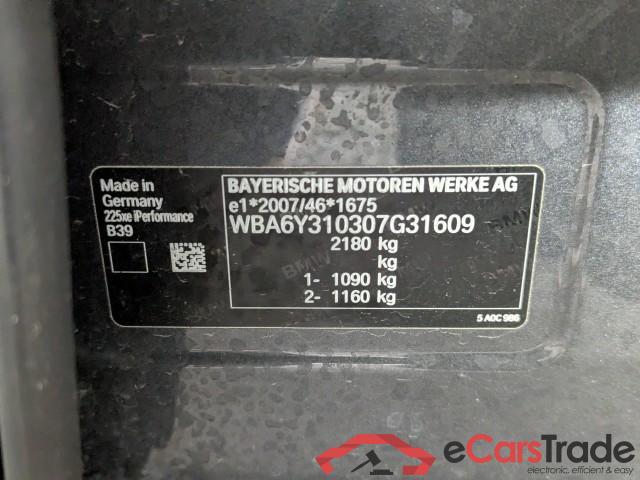 Made in
Germany
225xe iPerformance
B39
BAYERISCHE MOTOREN WERKE AG
e1*2007/46*1675
WBA6Y310307G31609
2180 kg
kg
1- 1090 kg
2- 1160 kg
5 A0C 986
eCarsTrade
electronic, efficient & easy